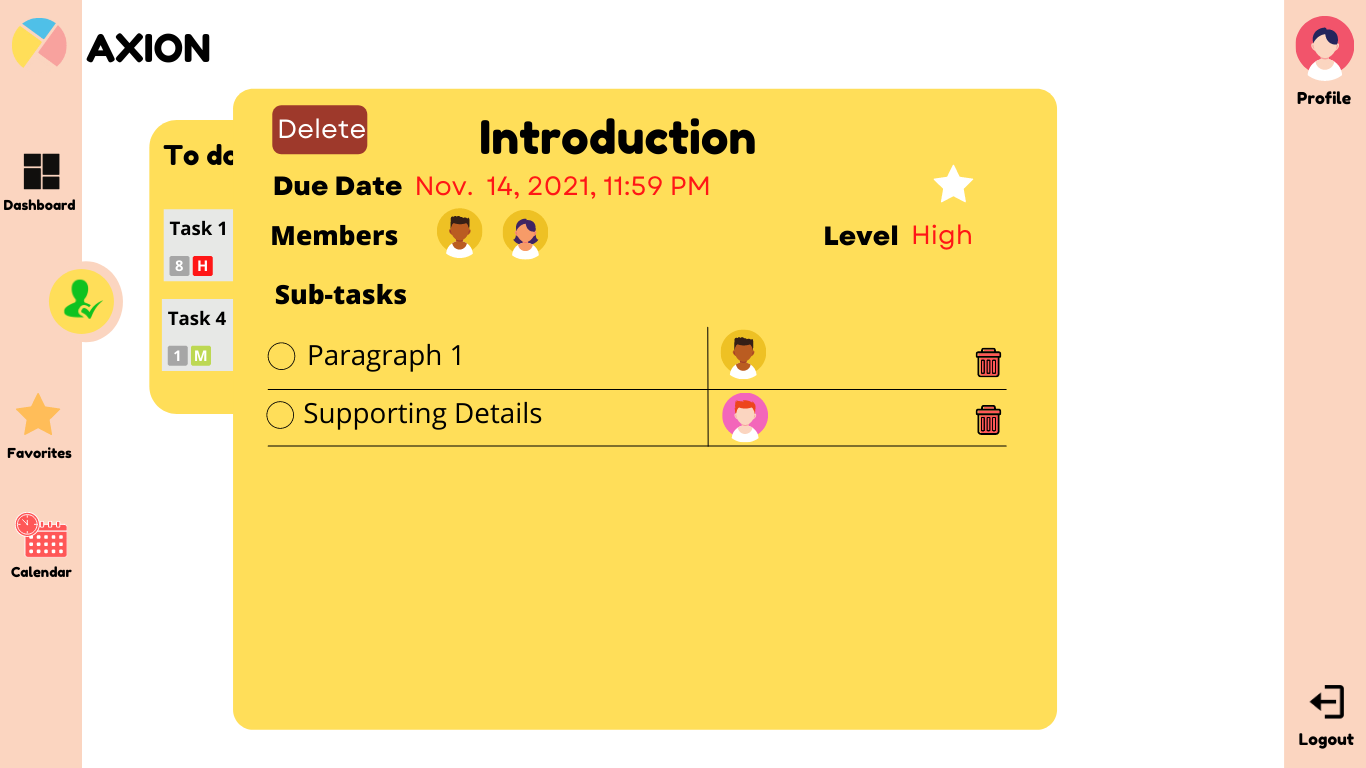 AXION
Profile
Delete
Introduction
To do
Due Date Nov. 14, 2021, 11:59 PM
Dashboard
Task 1
Members
Level High
8 H
Sub-tasks
Task 4
1 M
Paragraph 1
Supporting Details
Favorites
Calendar
Logout